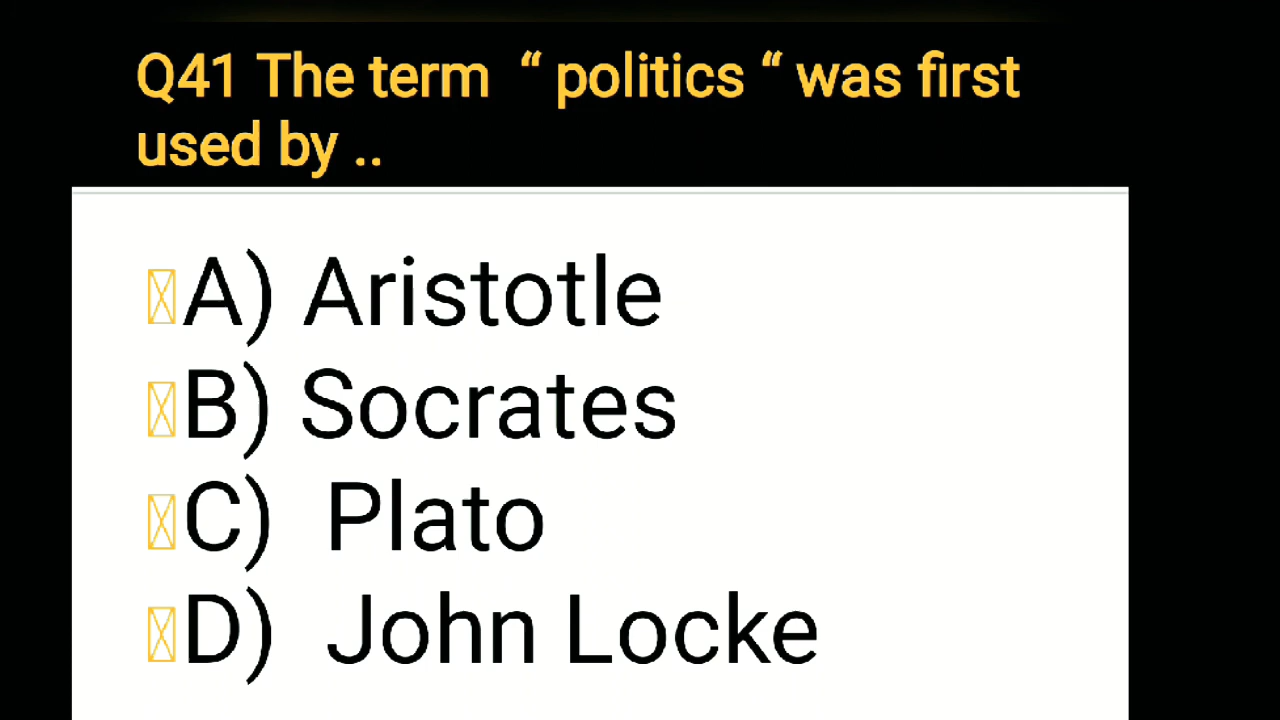 Q41 The term “ politics “ was first
used by ..
A) Aristotle
B) Socrates
C) Plato
D) John Locke